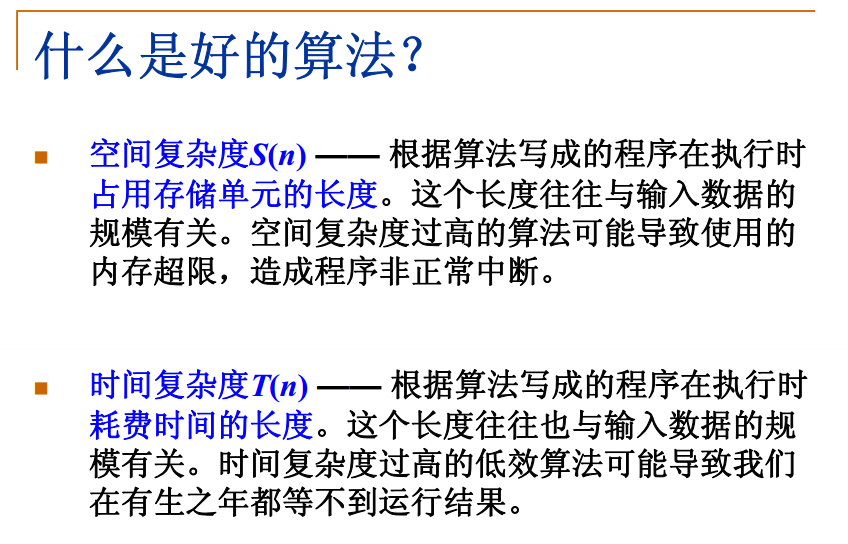 什么是好的算法？
空间复杂度S(n) —— 根据算法写成的程序在执行时
占用存储单元的长度。这个长度往往与输入数据的
规模有关。空间复杂度过高的算法可能导致使用的
内存超限，造成程序非正常中断。
时间复杂度T(n) —— 根据算法写成的程序在执行时
耗费时间的长度。这个长度往往也与输入数据的规
模有关。时间复杂度过高的低效算法可能导致我们
在有生之年都等不到运行结果。